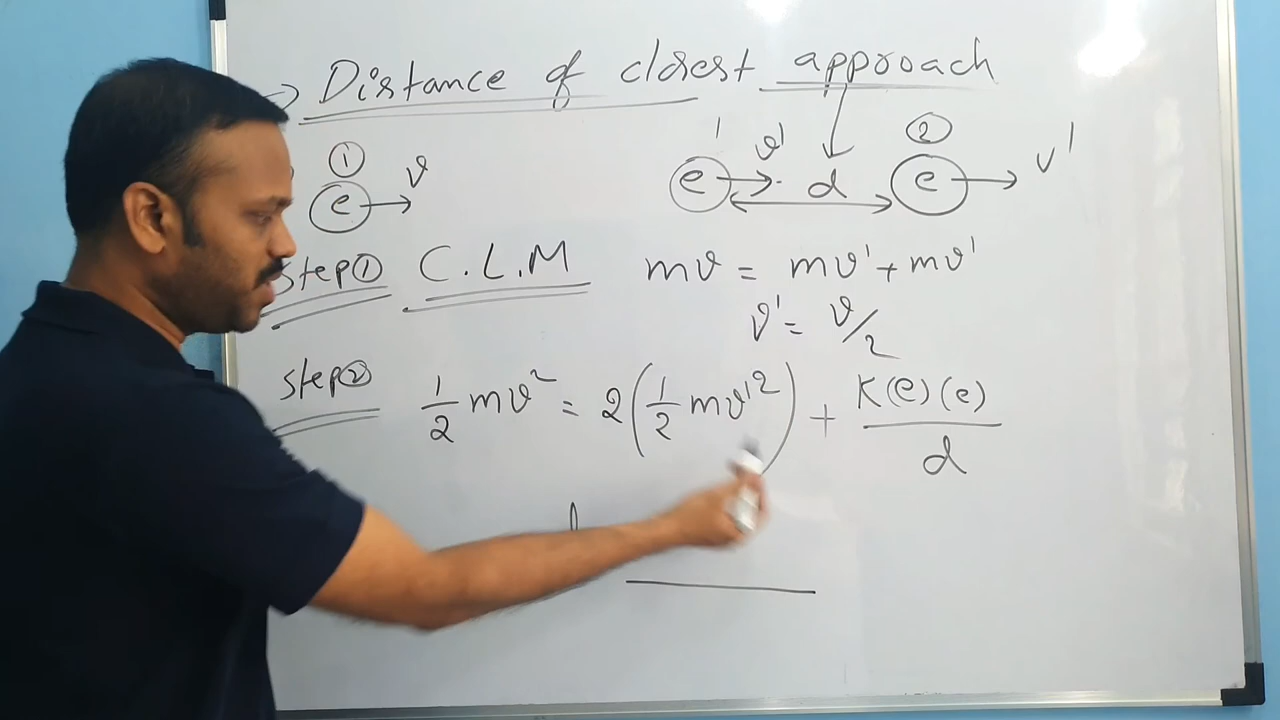 → Distance of closest approach
① v ' v' ②
e e d e v'
Step① C.L.M mv = mv' + mv'
v' = v/2
Step② 1/2 mv² = 2(1/2 mv'²) + K(e)(e)/d